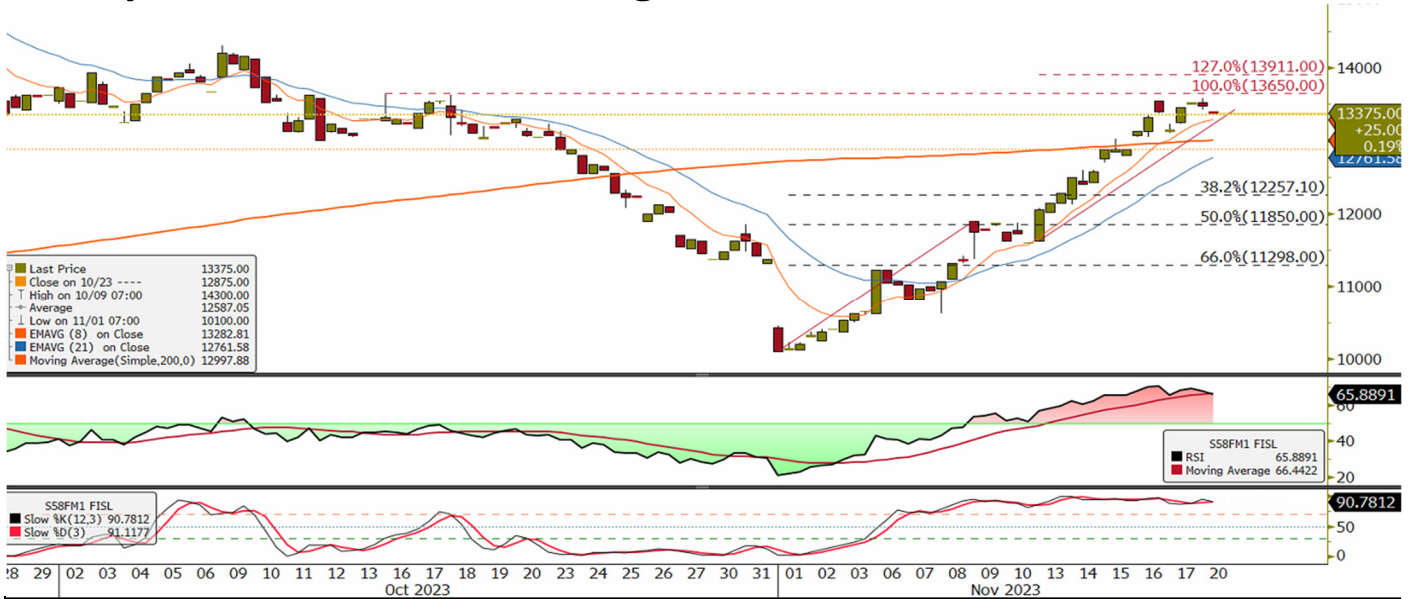 127.0%(13911.00)
100.0%(13650.00)
38.2%(12257.10)
50.0%(11850.00)
66.0%(11298.00)
14000
13375.00
+25.00
0.19%
12761.58
12000
11000
10000
Last Price 13375.00
Close on 10/23 ---- 12875.00
High on 10/09 07:00 14300.00
Average 12587.05
Low on 11/01 07:00 10100.00
EMAVG (8) on Close 13282.81
EMAVG (21) on Close 12761.58
Moving Average(Simple,200,0) 12997.88
65.8891
60
40
20
S58FM1 FISL
RSI 65.8891
Moving Average 66.4422
S58FM1 FISL
Slow %K(12,3) 90.7812
Slow %D(3) 91.1177
90.7812
50
0
28 29 02 03 04 05 06 09 10 11 12 13 16 17 18 19 20 23 24 25 26 27 30 31 01 02 03 06 07 08 09 10 13 14 15 16 17 20
Oct 2023 Nov 2023